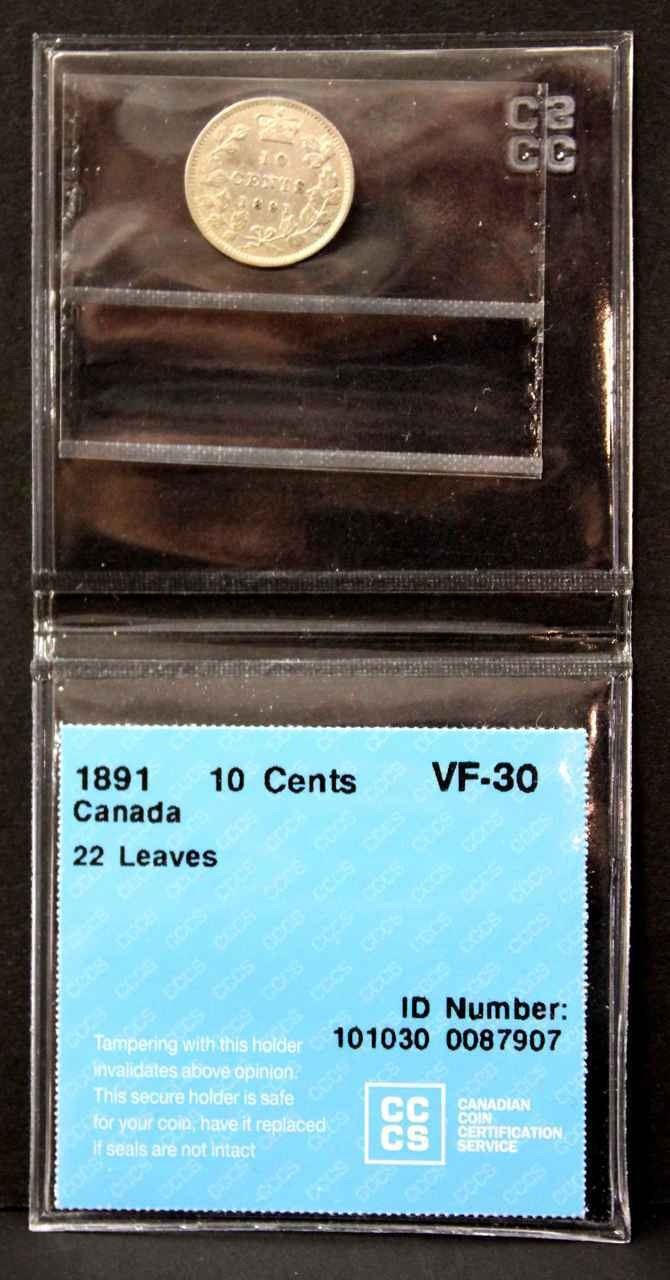 10
CENTS
1891
CS
CC
1891 10 Cents VF-30
Canada
22 Leaves
ID Number:
101030 0087907
Tampering with this holder
invalidates above opinion.
This secure holder is safe
for your coin, have it replaced
if seals are not intact
CC
CS
CANADIAN
COIN
CERTIFICATION
SERVICE